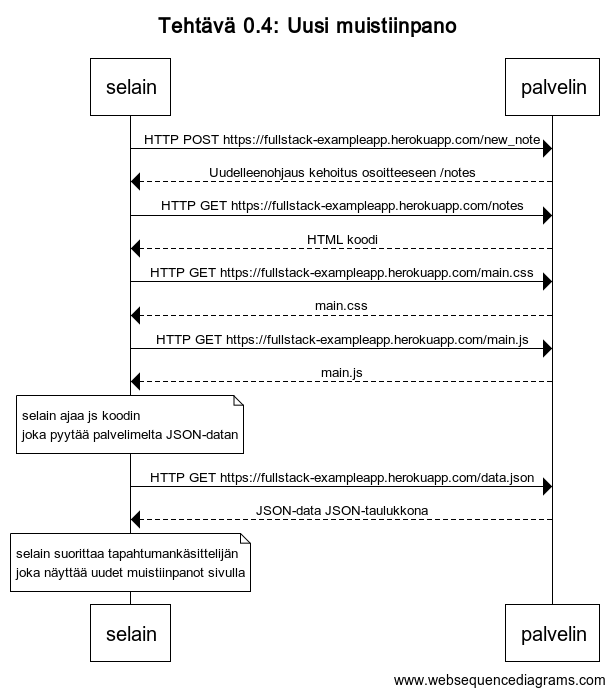 Tehtävä 0.4: Uusi muistiinpano
selain palvelin
HTTP POST https://fullstack-exampleapp.herokuapp.com/new_note
Uudelleenohjaus kehoitus osoitteeseen /notes
HTTP GET https://fullstack-exampleapp.herokuapp.com/notes
HTML koodi
HTTP GET https://fullstack-exampleapp.herokuapp.com/main.css
main.css
HTTP GET https://fullstack-exampleapp.herokuapp.com/main.js
main.js
selain ajaa js koodin
joka pyytää palvelimelta JSON-datan
HTTP GET https://fullstack-exampleapp.herokuapp.com/data.json
JSON-data JSON-taulukkona
selain suorittaa tapahtumankäsittelijän
joka näyttää uudet muistiinpanot sivulla
selain palvelin
www.websequencediagrams.com